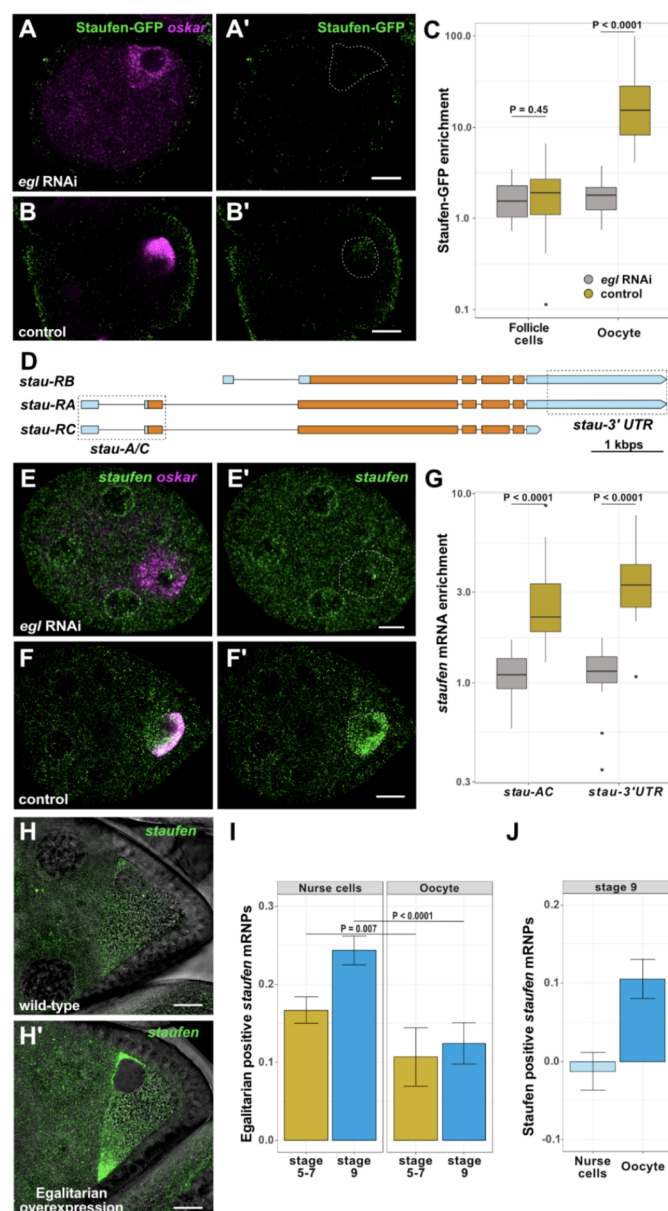 A
Staufen-GFP oskar
egl RNAi
A'
Staufen-GFP
B
control
B'
C
Staufen-GFP enrichment
100.0
10.0
1.0
0.1
P < 0.0001
P = 0.45
egl RNAi
control
Follicle cells
Oocyte
D
stau-RB
stau-RA
stau-RC
stau-A/C
stau-3' UTR
1 kbps
E
staufen oskar
egl RNAi
E'
staufen
F
control
F'
G
staufen mRNA enrichment
10.0
3.0
1.0
0.3
P < 0.0001
P < 0.0001
stau-AC
stau-3'UTR
H
staufen
wild-type
H'
staufen
Egalitarian
overexpression
I
Egalitarian positive staufen mRNPs
Nurse cells
Oocyte
0.3
0.2
0.1
0.0
P < 0.0001
P = 0.007
stage
5-7
stage
9
stage
5-7
stage
9
J
Staufen positive staufen mRNPs
stage 9
0.2
0.1
0.0
-0.1
Nurse
cells
Oocyte